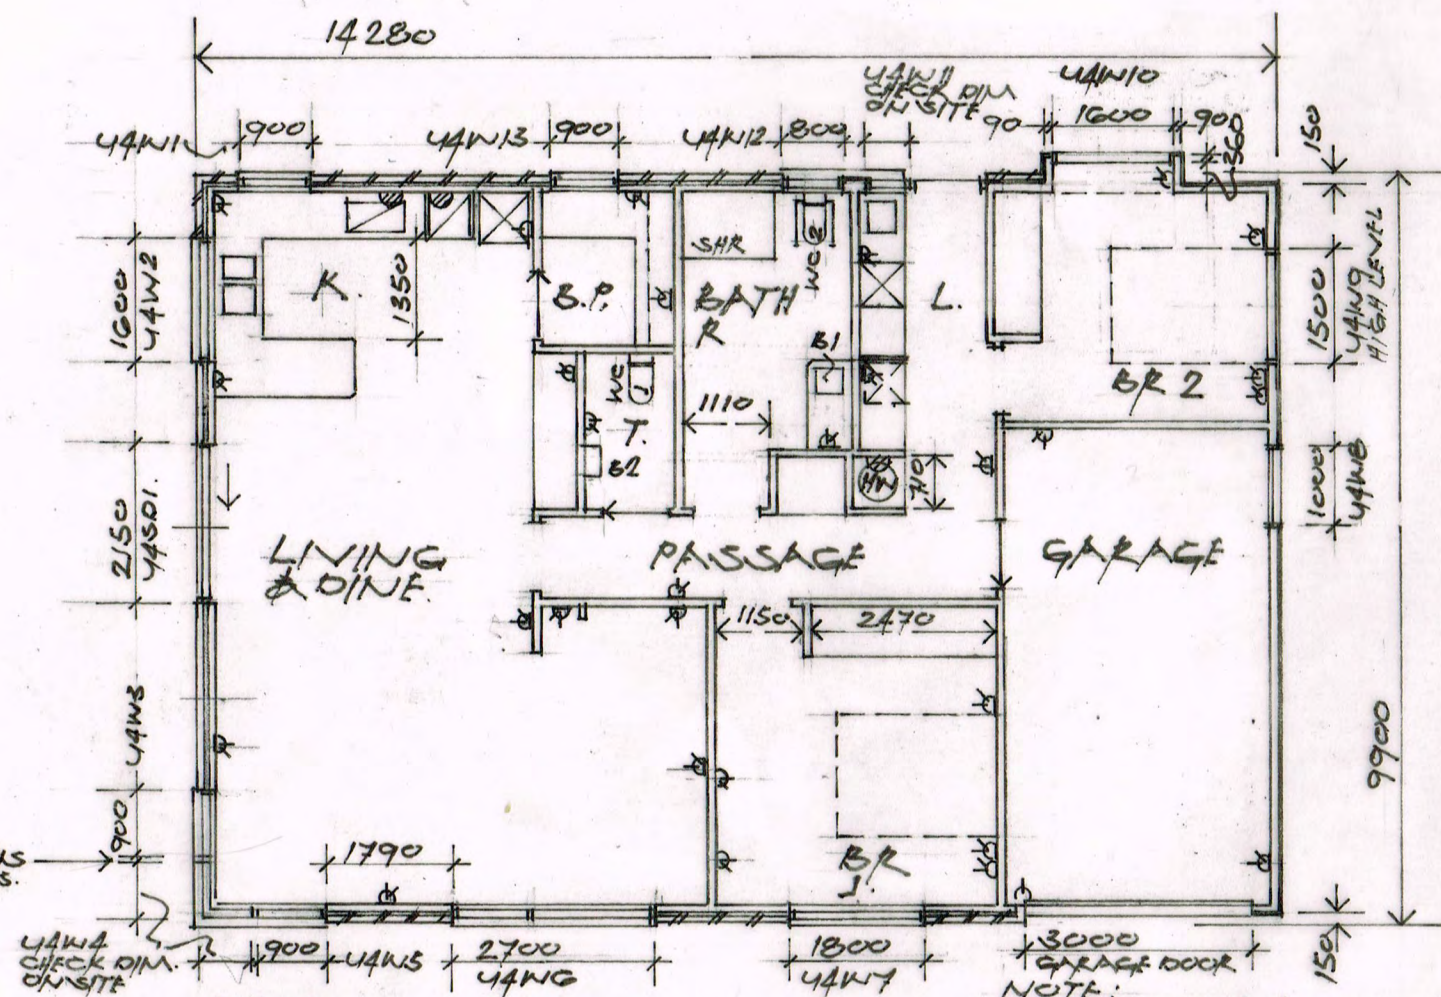 14280
U4W11
CHECK DIM
ON SITE
U4W10
U4W1
900
U4W13
900
U4W12
800
90
1600
90
360
150
SHR
WC
2
K.
1350
B.P.
BATH
R
L.
1600
U4W2
1500
U4W9
HIGH LEVEL
B1
BR 2
WC
1
1110
T.
B2
HW
710
1000
U4W8
2150
U4SD1.
LIVING
& DINE.
PASSAGE
GARAGE
1150
2470
U4W3
9900
900
1790
BR
1.
U4W4
CHECK DIM.
ON SITE
900
U4W5
2700
U4W6
1800
U4W7
3000
GARAGE DOOR
NOTE:
150